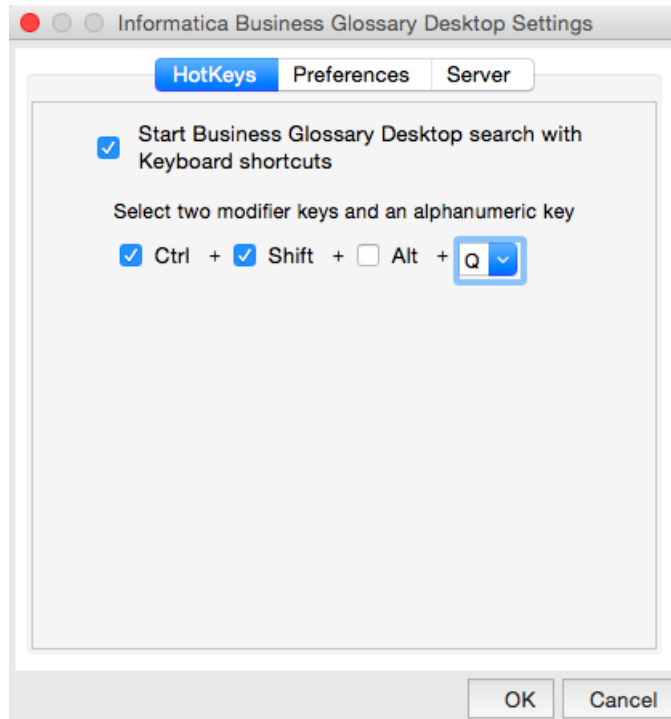 Informatica Business Glossary Desktop Settings
HotKeys Preferences Server
Start Business Glossary Desktop search with
Keyboard shortcuts
Select two modifier keys and an alphanumeric key
Ctrl + Shift + Alt + Q
OK Cancel